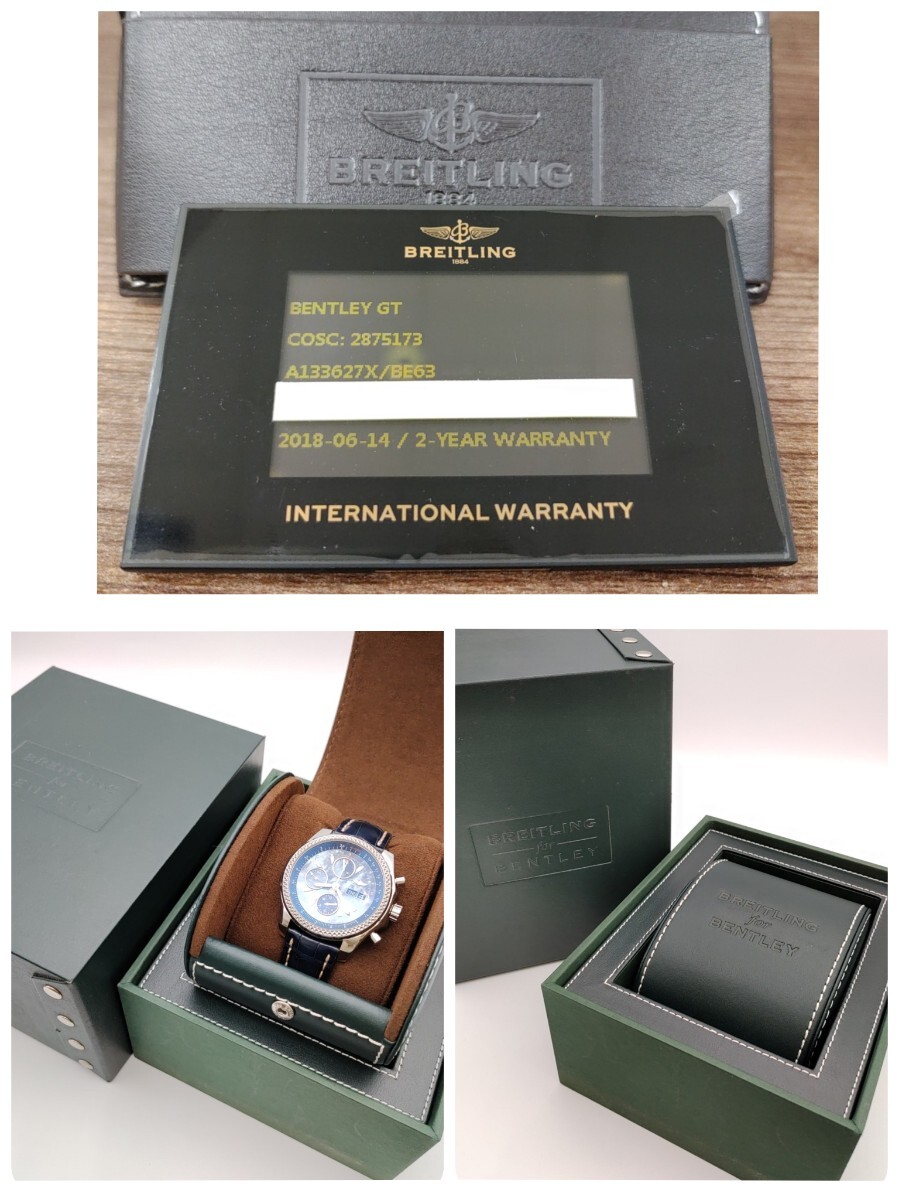 BREITLING
1884
BREITLING
1884
BENTLEY GT
COSC: 2875173
A133627X/BE63
2018-06-14 / 2-YEAR WARRANTY
INTERNATIONAL WARRANTY
BREITLING
for
BENTLEY
BREITLING
for
BENTLEY
BREITLING
for
BENTLEY